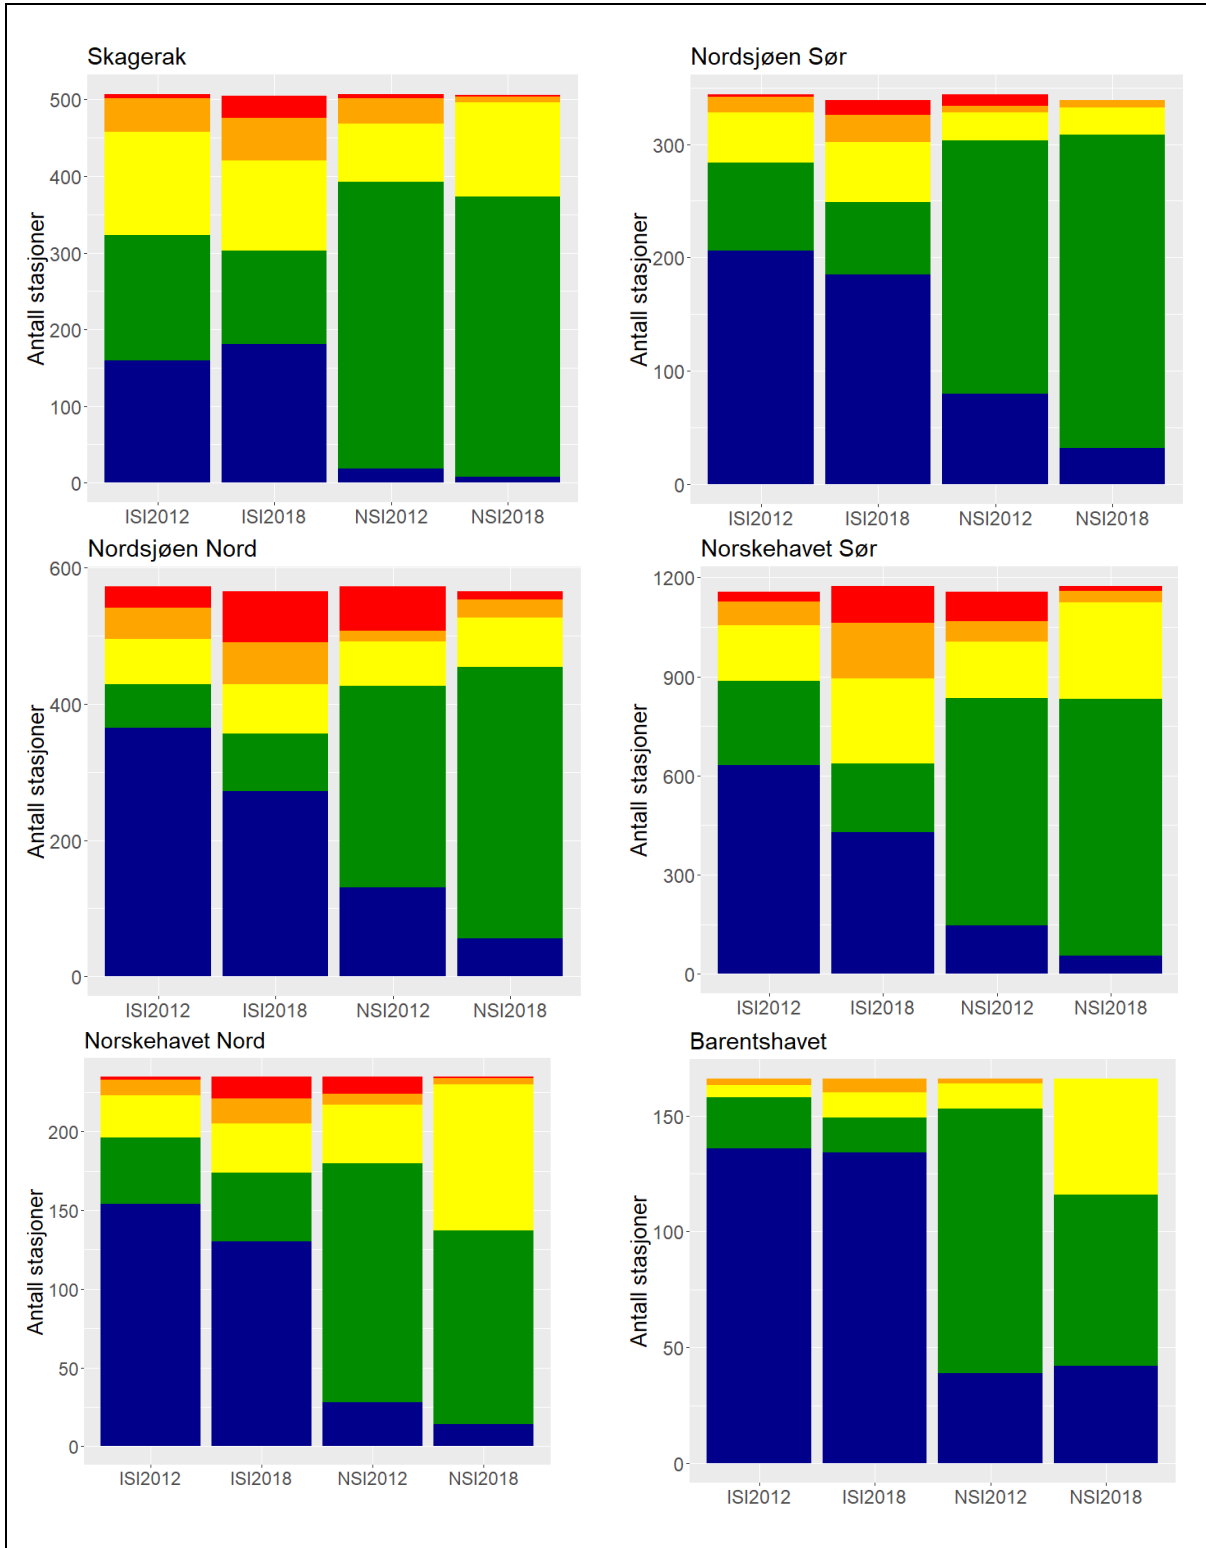 Skagerak
Antall stasjoner
500
400
300
200
100
0
ISI2012 ISI2018 NSI2012 NSI2018
Nordsjøen Sør
Antall stasjoner
300
200
100
0
ISI2012 ISI2018 NSI2012 NSI2018
Nordsjøen Nord
Antall stasjoner
600
400
200
0
ISI2012 ISI2018 NSI2012 NSI2018
Norskehavet Sør
Antall stasjoner
1200
900
600
300
0
ISI2012 ISI2018 NSI2012 NSI2018
Norskehavet Nord
Antall stasjoner
200
150
100
50
0
ISI2012 ISI2018 NSI2012 NSI2018
Barentshavet
Antall stasjoner
150
100
50
0
ISI2012 ISI2018 NSI2012 NSI2018